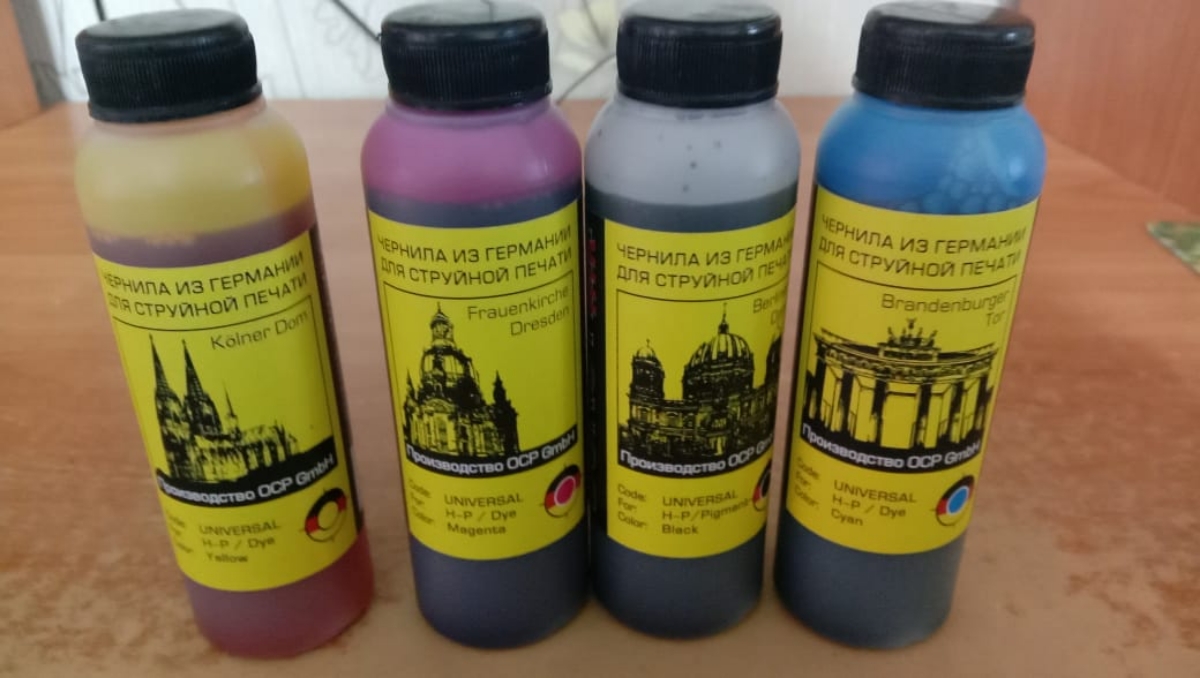 ЧЕРНИЛА ИЗ ГЕРМАНИИ
ДЛЯ СТРУЙНОЙ ПЕЧАТИ
Kölner Dom
Производство OCP GmbH
Code: UNIVERSAL
H-P / Dye
Yellow
ЧЕРНИЛА ИЗ ГЕРМАНИИ
ДЛЯ СТРУЙНОЙ ПЕЧАТИ
Frauenkirche
Dresden
Производство OCP GmbH
Code: UNIVERSAL
For: H-P / Dye
Color: Magenta
ЧЕРНИЛА ИЗ ГЕРМАНИИ
ДЛЯ СТРУЙНОЙ ПЕЧАТИ
Производство OCP GmbH
Code: UNIVERSAL
For: H-P/Pigment
Color: Black
ЧЕРНИЛА ИЗ ГЕРМАНИИ
ДЛЯ СТРУЙНОЙ ПЕЧАТИ
Brandenburger
Tor
Производство OCP GmbH
Code: UNIVERSAL
For: H-P / Dye
Color: Cyan